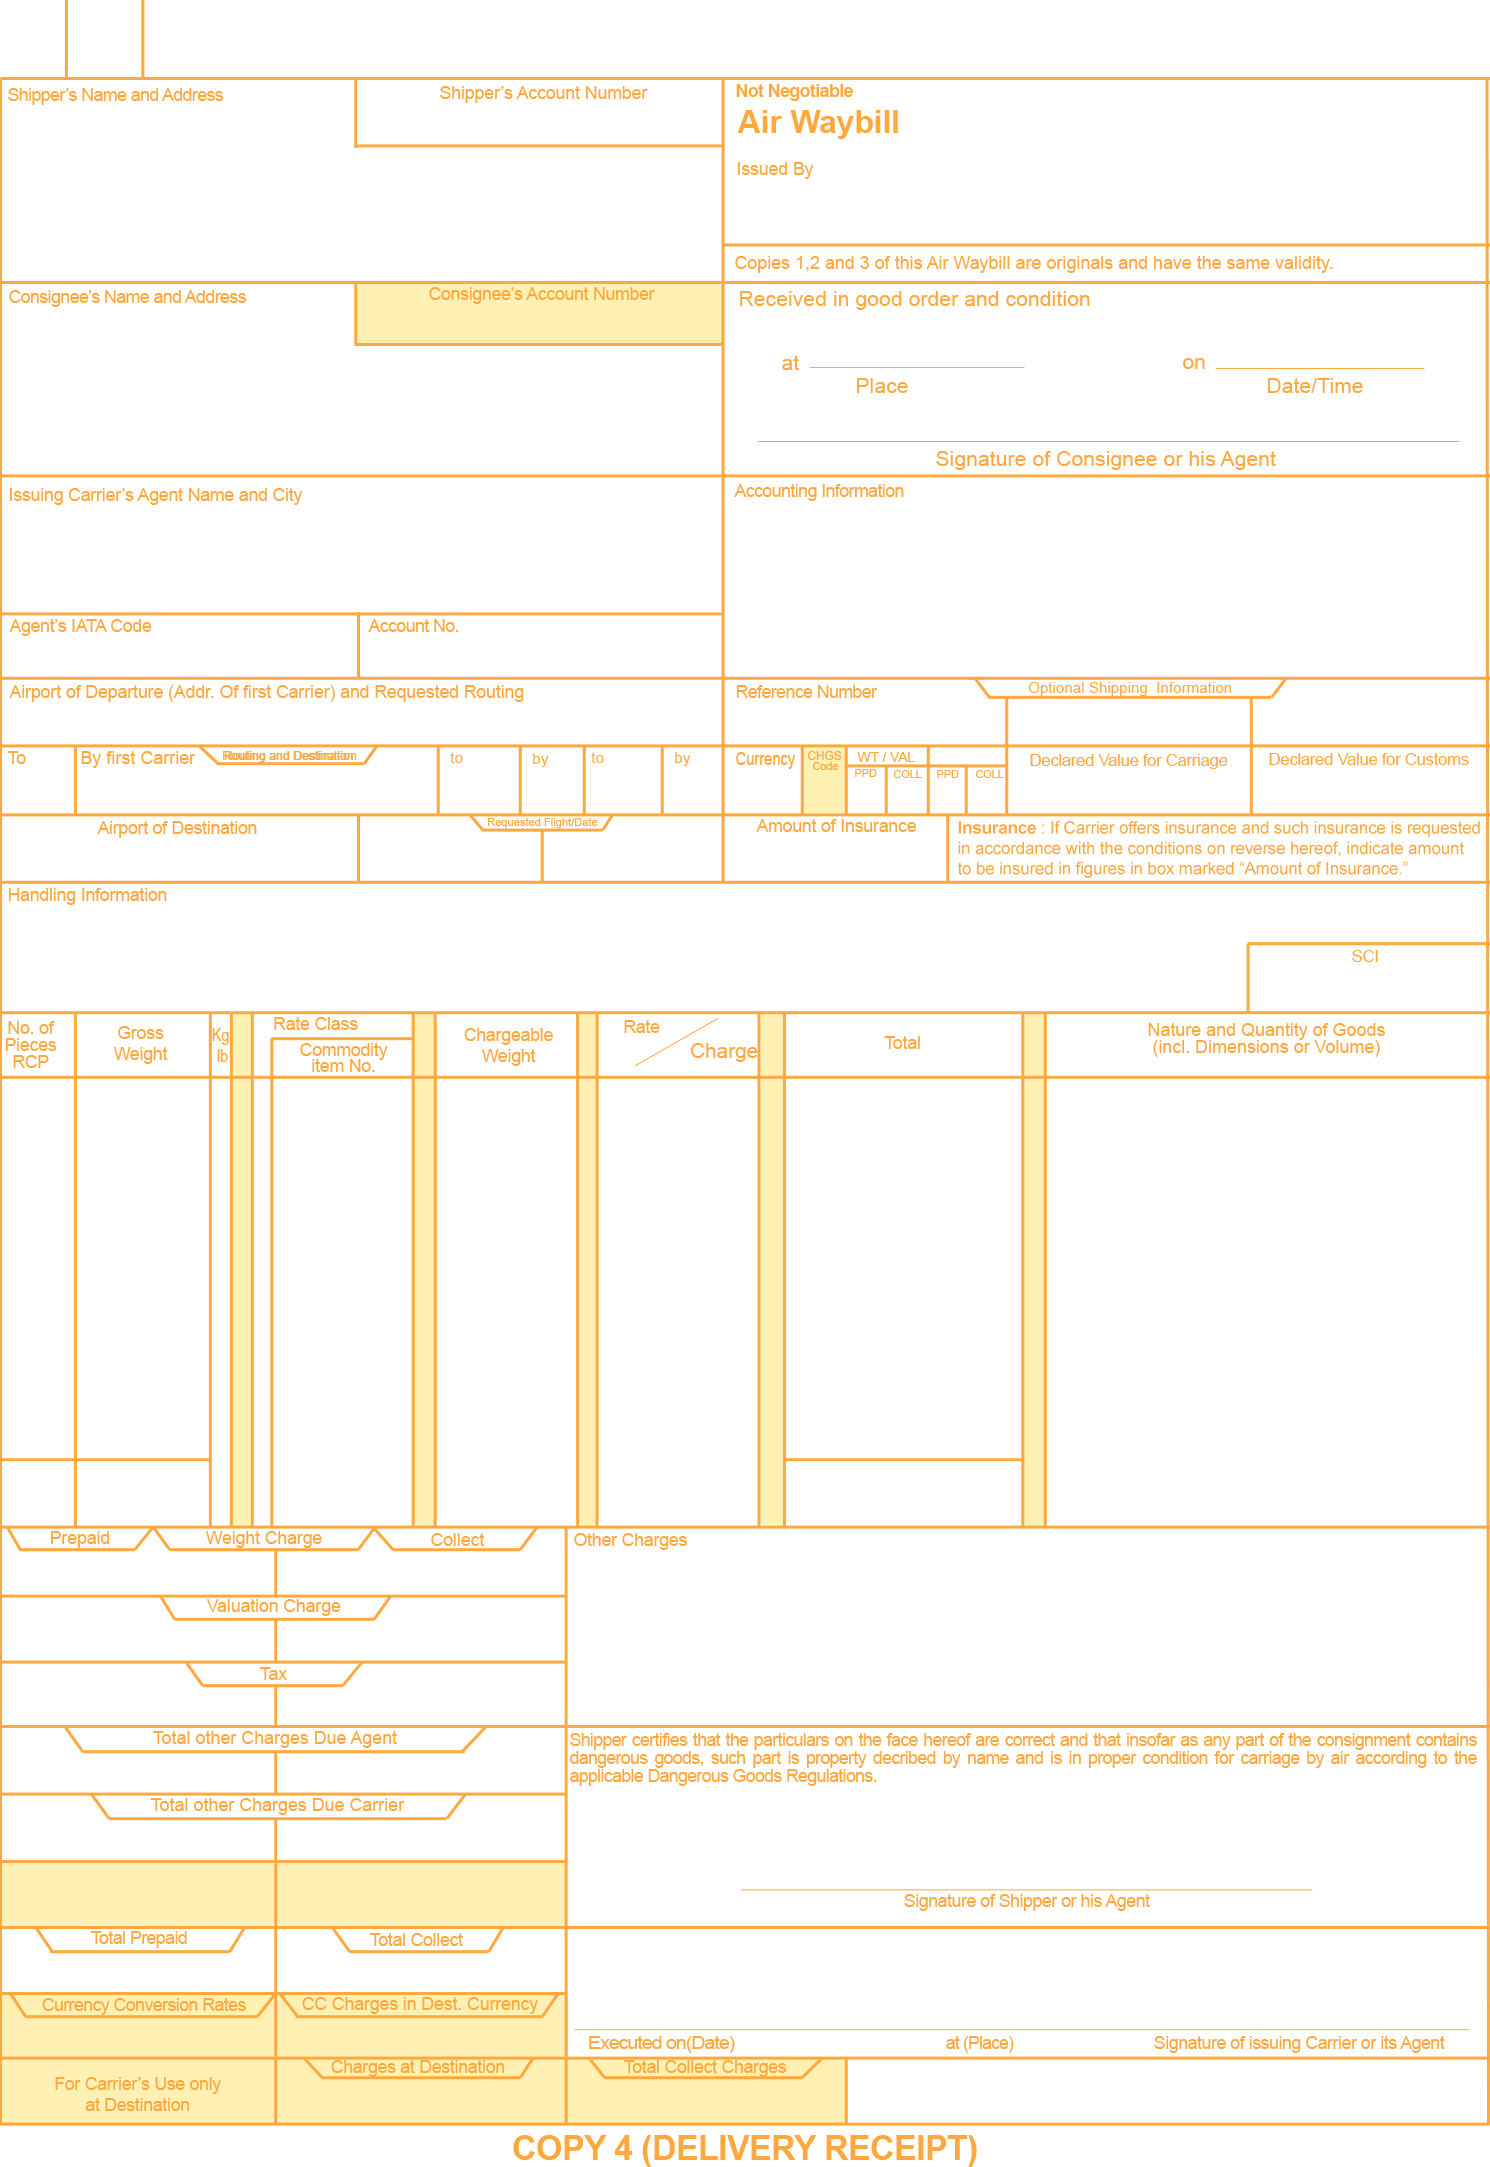 Shipper's Name and Address
Shipper's Account Number
Not Negotiable
Air Waybill
Issued By
Copies 1,2 and 3 of this Air Waybill are originals and have the same validity.
Consignee's Name and Address
Consignee's Account Number
Received in good order and condition
at
Place
on
Date/Time
Signature of Consignee or his Agent
Issuing Carrier's Agent Name and City
Accounting Information
Agent's IATA Code
Account No.
Airport of Departure (Addr. Of first Carrier) and Requested Routing
Reference Number
Optional Shipping Information
To
By first Carrier
Routing and Destination
to
by
to
by
Currency
CHGS
Code
WT / VAL
PPD
COLL
PPD
COLL
Declared Value for Carriage
Declared Value for Customs
Airport of Destination
Requested Flight/Date
Amount of Insurance
Insurance : If Carrier offers insurance and such insurance is requested
in accordance with the conditions on reverse hereof, indicate amount
to be insured in figures in box marked “Amount of Insurance.”
Handling Information
SCI
No. of
Pieces
RCP
Gross
Weight
Kg
lb
Rate Class
Commodity
item No.
Chargeable
Weight
Rate
Charge
Total
Nature and Quantity of Goods
(incl. Dimensions or Volume)
Prepaid
Weight Charge
Collect
Other Charges
Valuation Charge
Tax
Total other Charges Due Agent
Shipper certifies that the particulars on the face hereof are correct and that insofar as any part of the consignment contains
dangerous goods, such part is property decribed by name and is in proper condition for carriage by air according to the
applicable Dangerous Goods Regulations.
Total other Charges Due Carrier
Signature of Shipper or his Agent
Total Prepaid
Total Collect
Currency Conversion Rates
CC Charges in Dest. Currency
Executed on(Date)
at (Place)
Signature of issuing Carrier or its Agent
For Carrier's Use only
at Destination
Charges at Destination
Total Collect Charges
COPY 4 (DELIVERY RECEIPT)